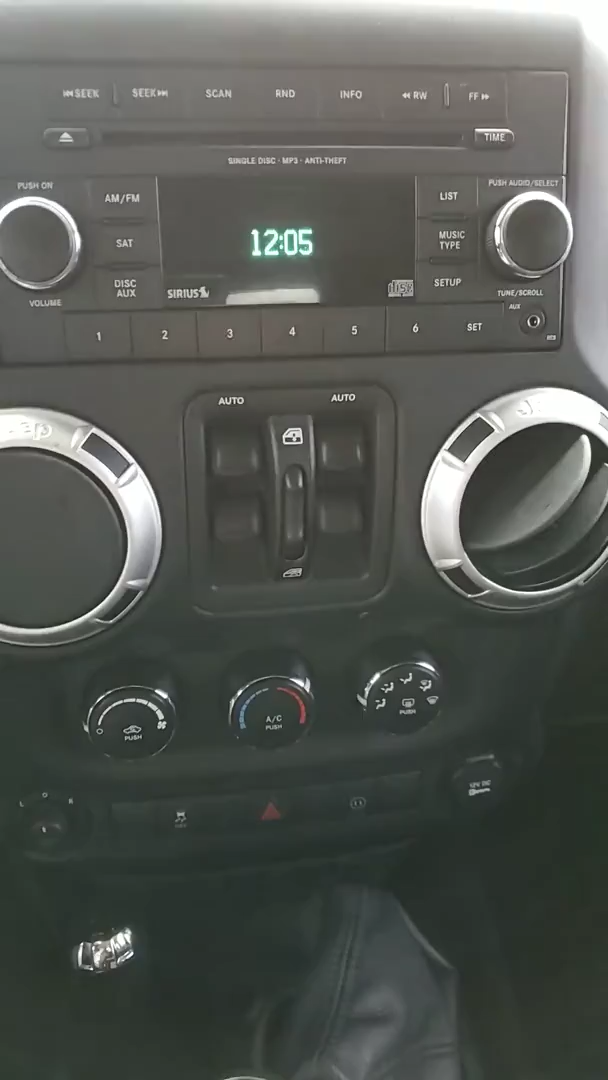 SEEK SEEK SCAN RND INFO RW FF
TIME
SINGLE DISC · MP3 · ANTI-THEFT
PUSH ON
AM/FM
SAT
DISC
AUX
VOLUME
12:05
SIRIUS
LIST
MUSIC
TYPE
SETUP
PUSH AUDIO/SELECT
TUNE/SCROLL
AUX
1 2 3 4 5 6 SET
AUTO AUTO
Jeep
PUSH
A/C
PUSH
PUSH
L O R
12V DC